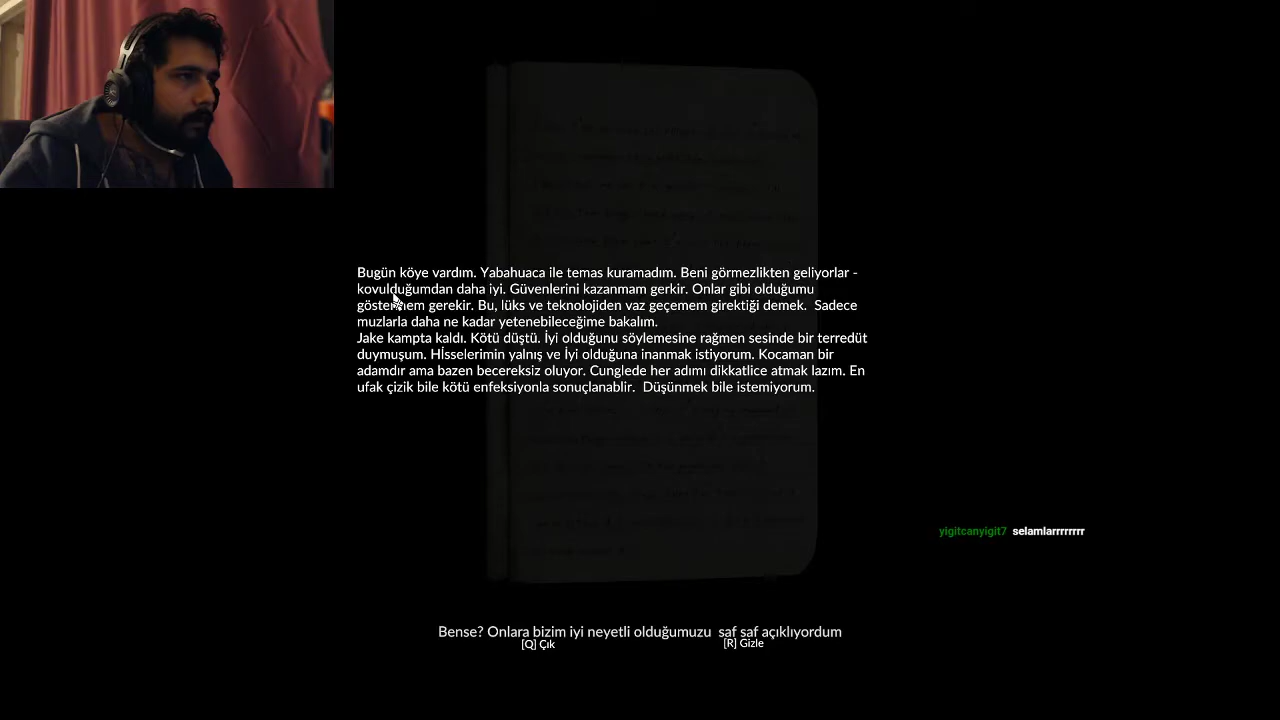 Bugün köye vardım. Yabahuaca ile temas kuramadım. Beni görmezlikten geliyorlar -
kovulduğumdan daha iyi. Güvenlerini kazanmam gerkir. Onlar gibi olduğumu
göstermem gerekir. Bu, lüks ve teknolojiden vaz geçemem girektiği demek.  Sadece
muzlarla daha ne kadar yetenebileceğime bakalım.
Jake kampta kaldı. Kötü düştü. İyi olduğunu söylemesine rağmen sesinde bir terredüt
duymuşum. Hİsselerimin yalnış ve İyi olduğuna inanmak istiyorum. Kocaman bir
adamdır ama bazen becereksiz oluyor. Cunglede her adımı dikkatlice atmak lazım. En
ufak çizik bile kötü enfeksiyonla sonuçlanablir.  Düşünmek bile istemiyorum.
yigitcanyigit7 selamlarrrrrrrr
Bense? Onlara bizim iyi neyetli olduğumuzu  saf saf açıklıyordum
[Q] Çık [R] Gizle